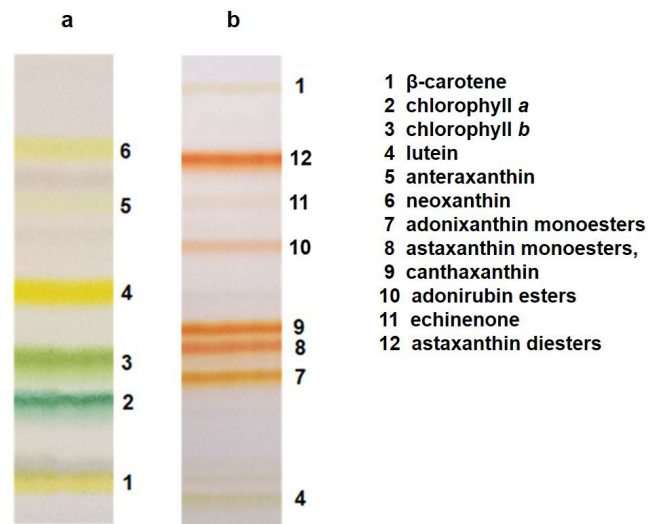 a
b
6
5
4
3
2
1
1
12
11
10
9
8
7
4
1 β-carotene
2 chlorophyll a
3 chlorophyll b
4 lutein
5 anteraxanthin
6 neoxanthin
7 adonixanthin monoesters
8 astaxanthin monoesters,
9 canthaxanthin
10 adonirubin esters
11 echinenone
12 astaxanthin diesters